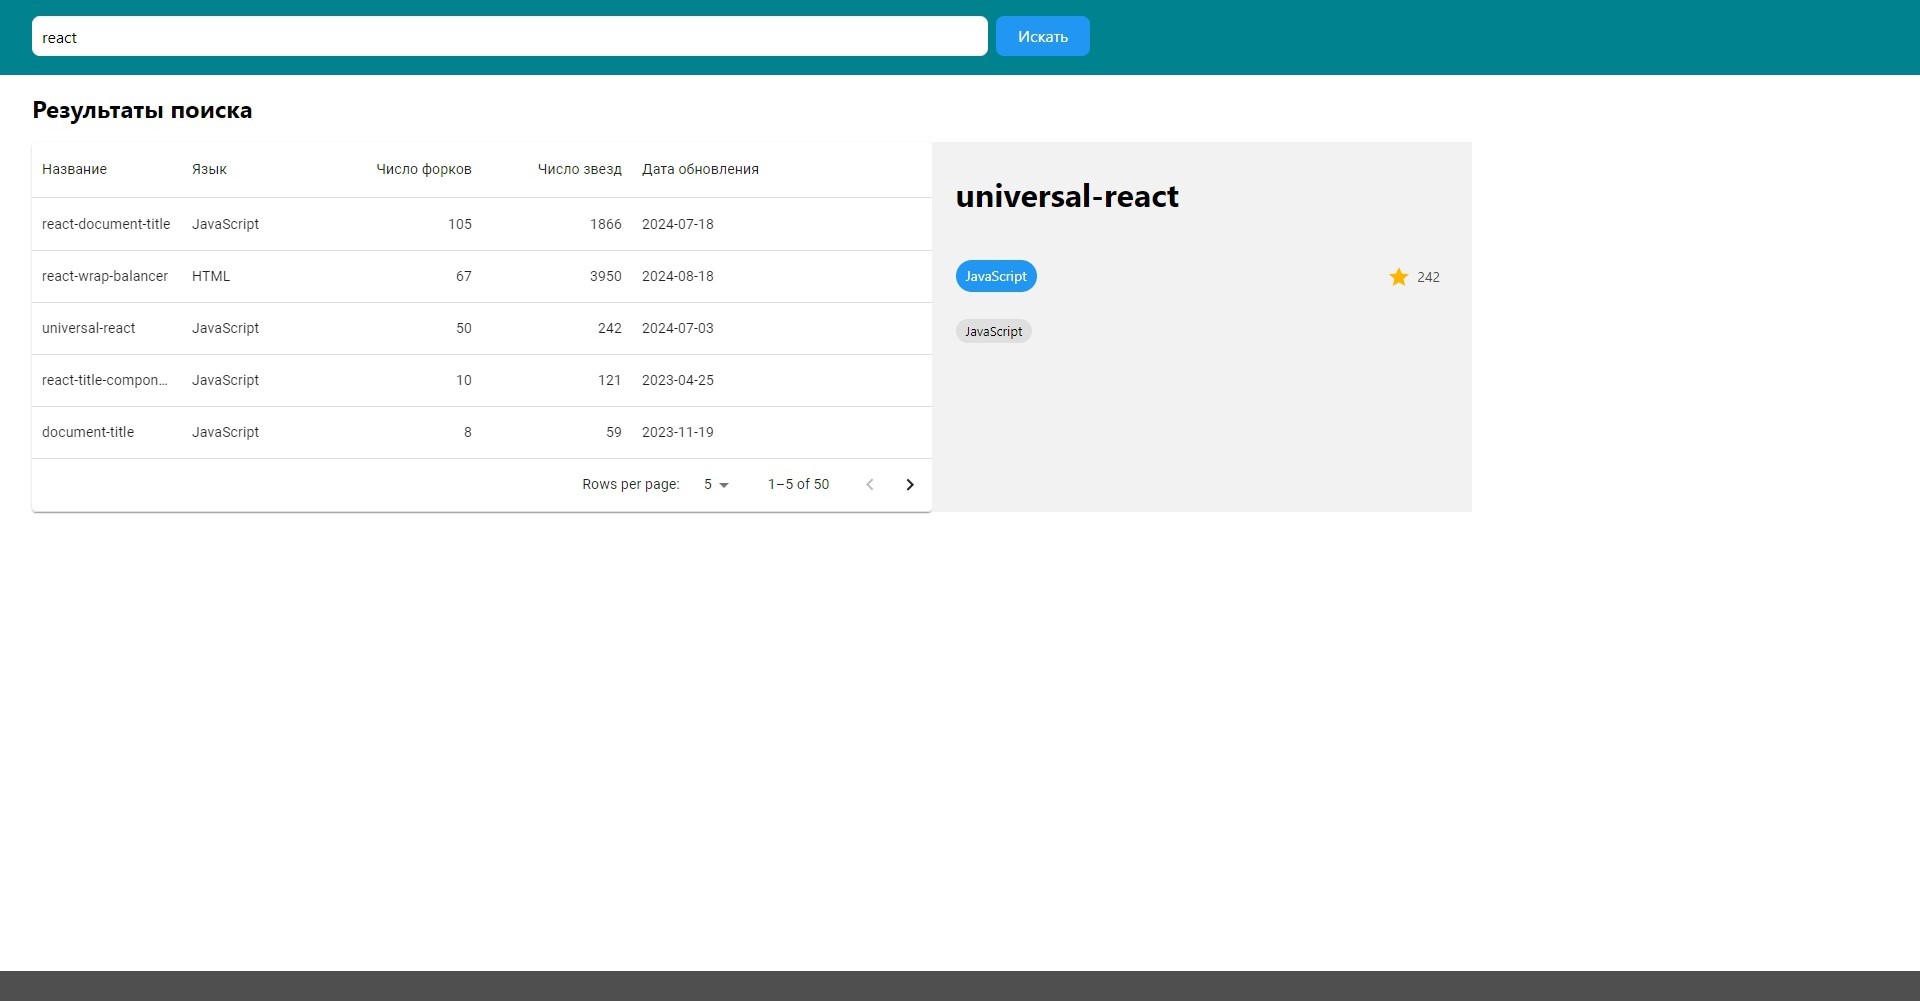 react
Искать
Результаты поиска
Название Язык Число форков Число звезд Дата обновления
react-document-title JavaScript 105 1866 2024-07-18
react-wrap-balancer HTML 67 3950 2024-08-18
universal-react JavaScript 50 242 2024-07-03
react-title-compon... JavaScript 10 121 2023-04-25
document-title JavaScript 8 59 2023-11-19
Rows per page: 5 1–5 of 50
universal-react
JavaScript 242
JavaScript